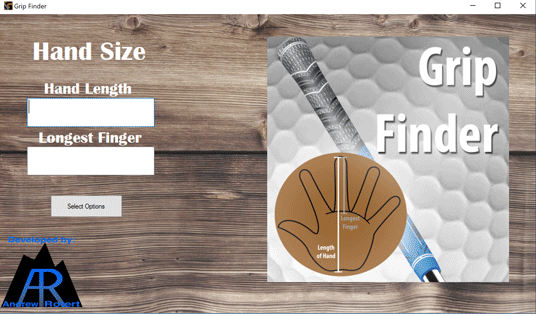 Grip Finder
Hand Size
Hand Length
Longest Finger
Select Options
Developed by
AR
Andrew Rotert
Grip
Finder
Longest
Finger
Length
of Hand